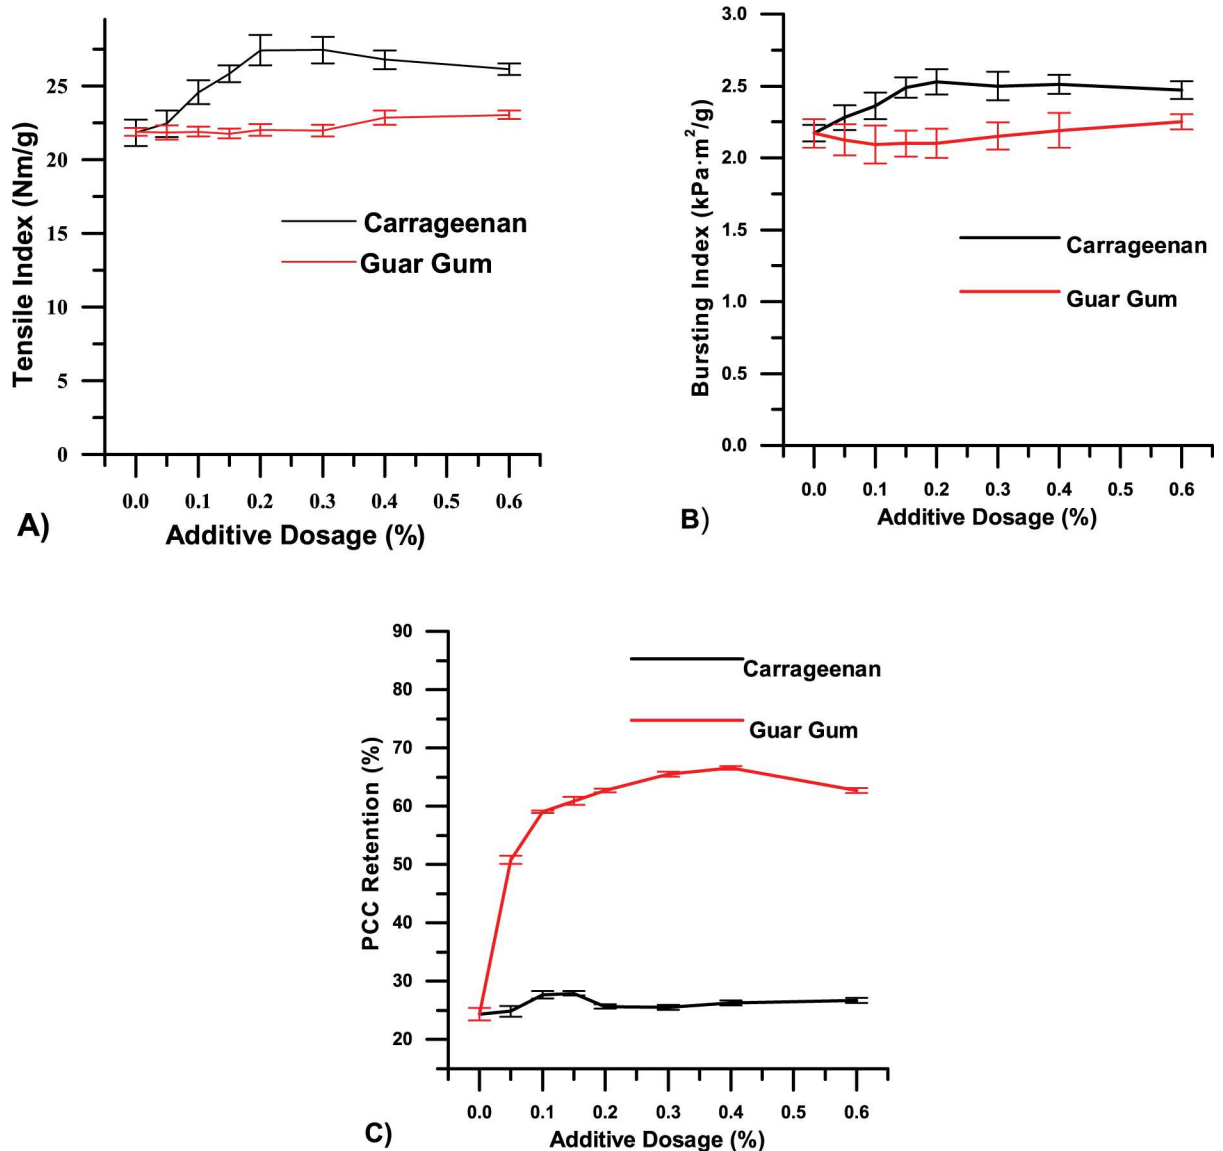 Tensile Index (Nm/g)
25
20
15
10
5
0
Carrageenan
Guar Gum
0.0 0.1 0.2 0.3 0.4 0.5 0.6
Additive Dosage (%)
A)
Bursting Index (kPa·m²/g)
3.0
2.5
2.0
1.5
1.0
0.5
0.0
Carrageenan
Guar Gum
0.0 0.1 0.2 0.3 0.4 0.5 0.6
Additive Dosage (%)
B)
PCC Retention (%)
90
80
70
60
50
40
30
20
Carrageenan
Guar Gum
0.0 0.1 0.2 0.3 0.4 0.5 0.6
Additive Dosage (%)
C)